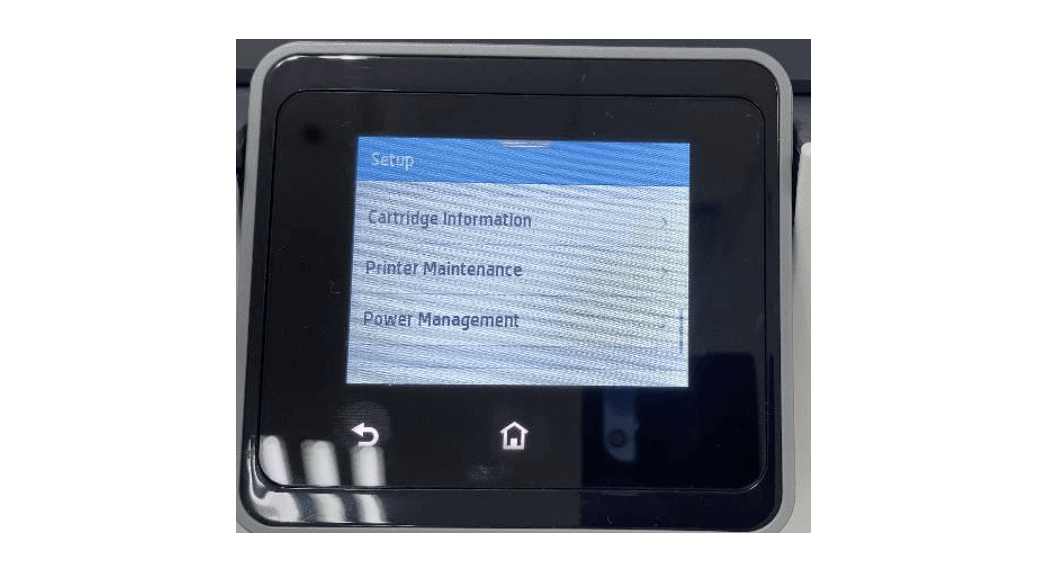 Setup
Cartridge Information
Printer Maintenance
Power Management